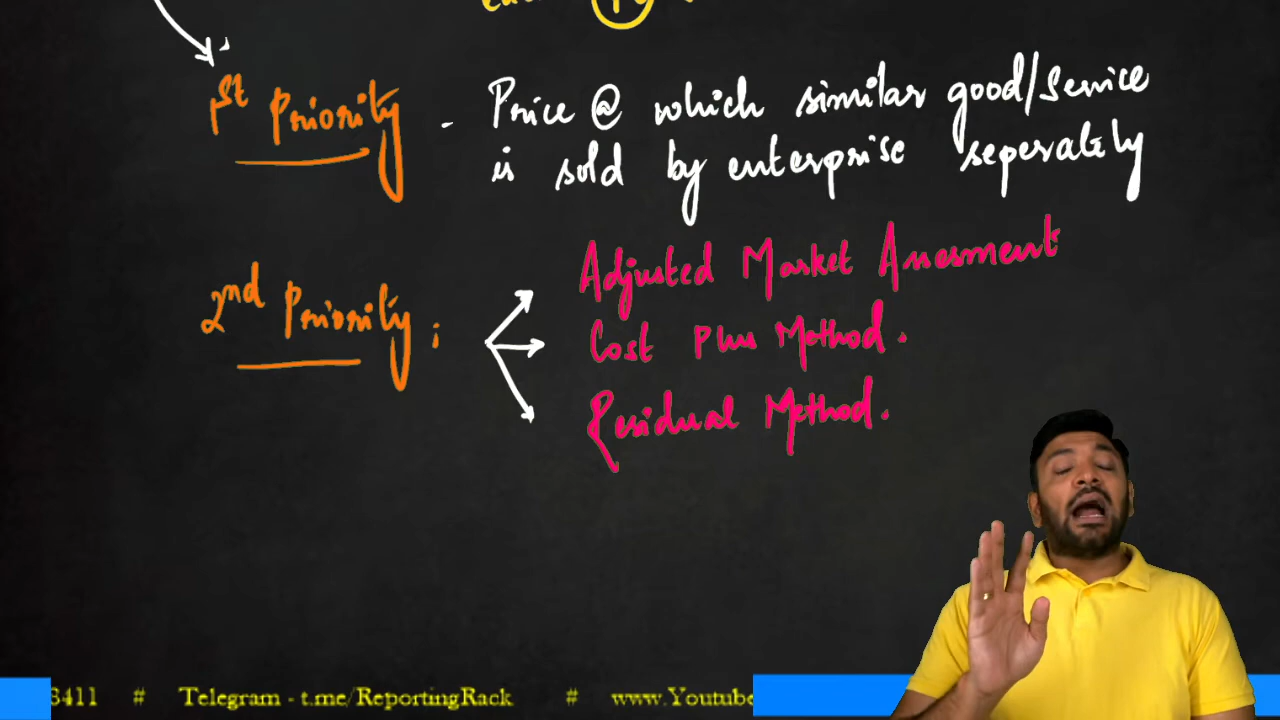 1st Priority - Price @ which similar good/service
is sold by enterprise seperately
2nd Priority :
Adjusted Market Assesment
Cost Plus Method.
Residual Method.
8411 # Telegram - t.me/ReportingRack # www.Youtube